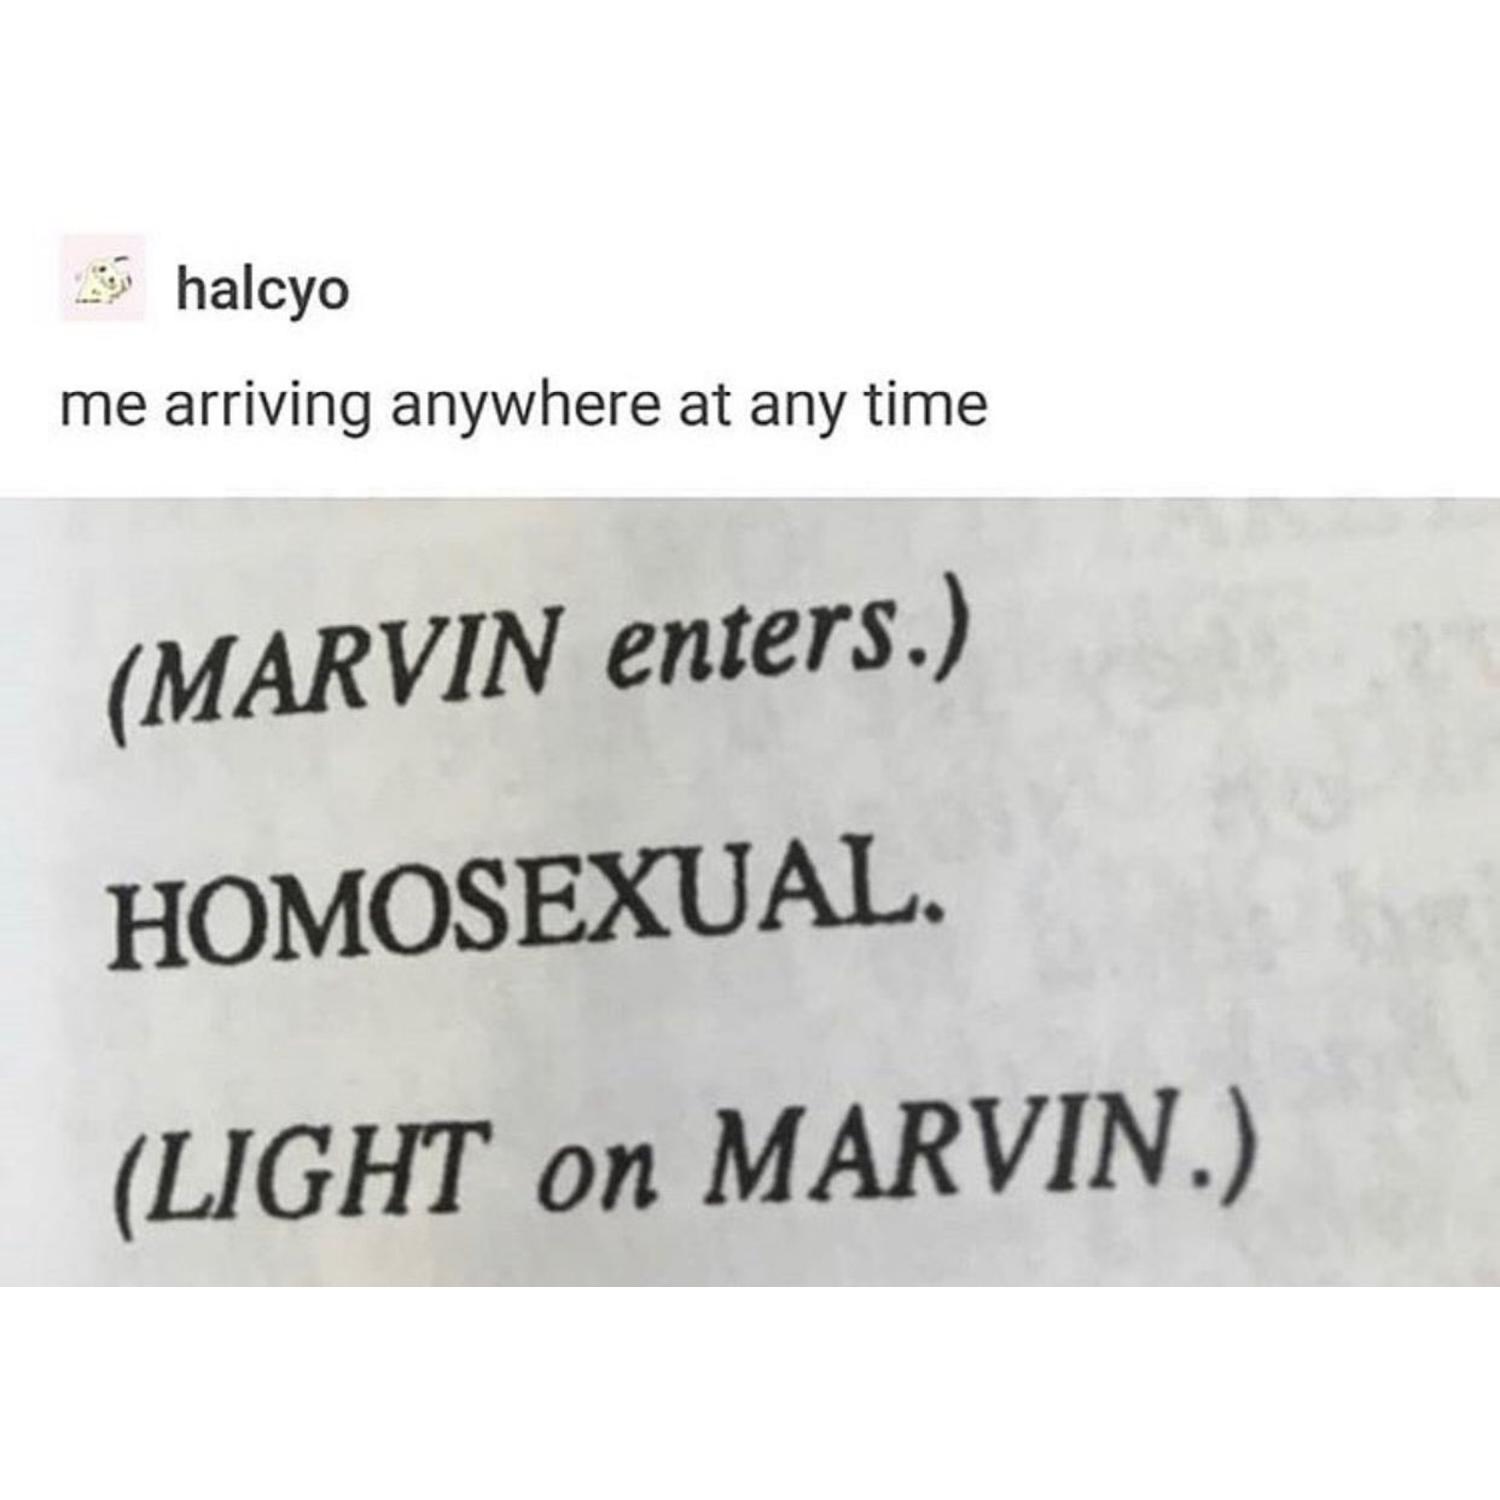 halcyo
me arriving anywhere at any time
(MARVIN enters.)
HOMOSEXUAL.
(LIGHT on MARVIN.)